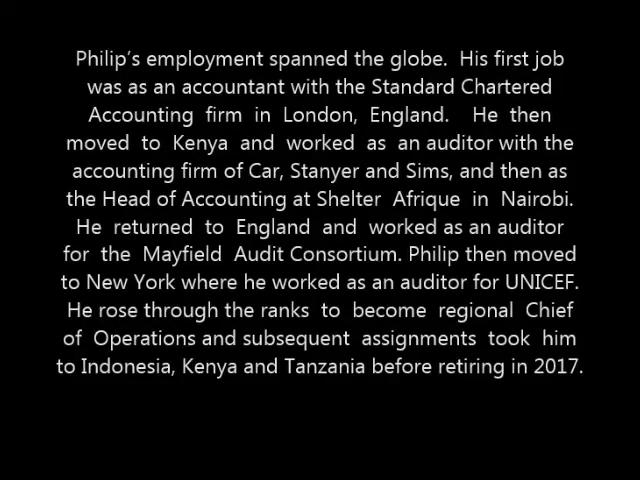 Philip’s employment spanned the globe. His first job
was as an accountant with the Standard Chartered
Accounting firm in London, England. He then
moved to Kenya and worked as an auditor with the
accounting firm of Car, Stanyer and Sims, and then as
the Head of Accounting at Shelter Afrique in Nairobi.
He returned to England and worked as an auditor
for the Mayfield Audit Consortium. Philip then moved
to New York where he worked as an auditor for UNICEF.
He rose through the ranks to become regional Chief
of Operations and subsequent assignments took him
to Indonesia, Kenya and Tanzania before retiring in 2017.